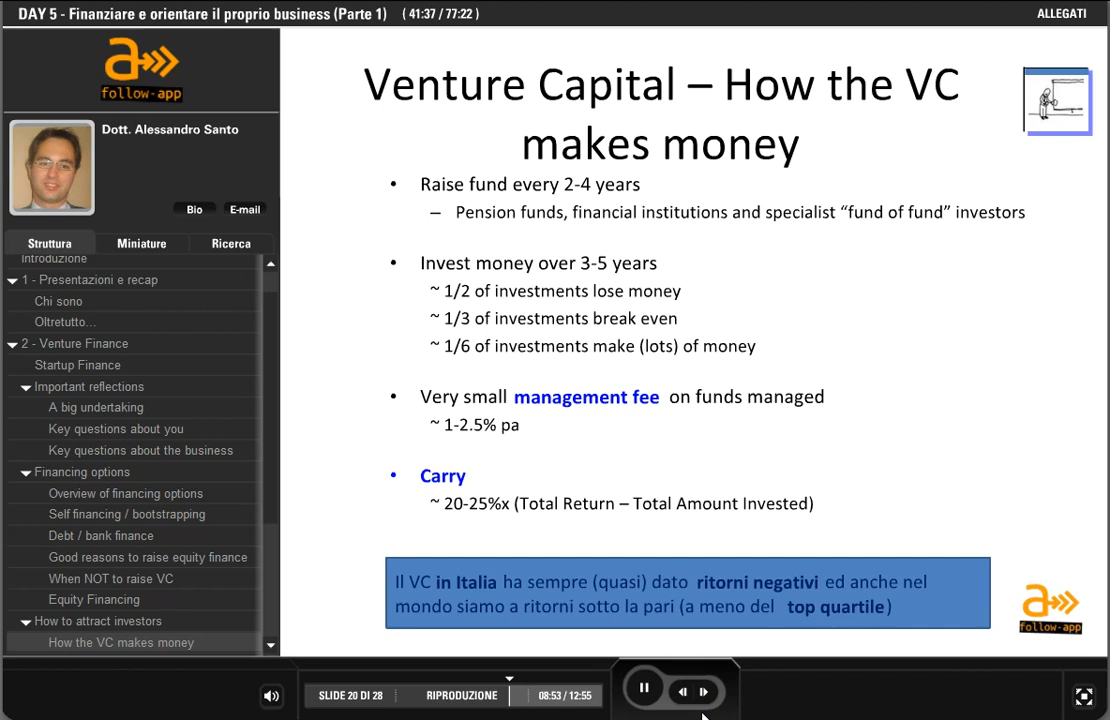 DAY 5 - Finanziare e orientare il proprio business (Parte 1) ( 41:37 / 77:22 )
ALLEGATI
a
follow-app
Dott. Alessandro Santo
Bio E-mail
Struttura Miniature Ricerca
Introduzione
1 - Presentazioni e recap
Chi sono
Oltretutto...
2 - Venture Finance
Startup Finance
Important reflections
A big undertaking
Key questions about you
Key questions about the business
Financing options
Overview of financing options
Self financing / bootstrapping
Debt / bank finance
Good reasons to raise equity finance
When NOT to raise VC
Equity Financing
How to attract investors
How the VC makes money
Venture Capital – How the VC
makes money
• Raise fund every 2-4 years
– Pension funds, financial institutions and specialist “fund of fund” investors
• Invest money over 3-5 years
~ 1/2 of investments lose money
~ 1/3 of investments break even
~ 1/6 of investments make (lots) of money
• Very small management fee on funds managed
~ 1-2.5% pa
• Carry
~ 20-25%x (Total Return – Total Amount Invested)
Il VC in Italia ha sempre (quasi) dato ritorni negativi ed anche nel
mondo siamo a ritorni sotto la pari (a meno del top quartile)
a
follow-app
SLIDE 20 DI 28 RIPRODUZIONE 08:53 / 12:55